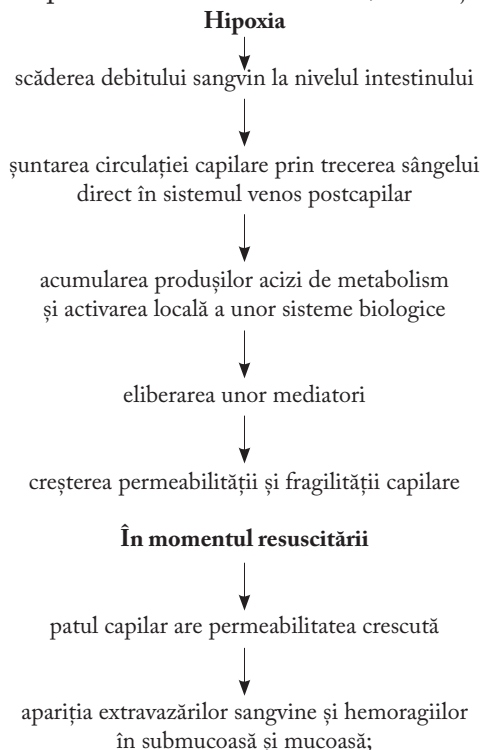 Hipoxia
scăderea debitului sangvin la nivelul intestinului
șuntarea circulației capilare prin trecerea sângelui
direct în sistemul venos postcapilar
acumularea produșilor acizi de metabolism
și activarea locală a unor sisteme biologice
eliberarea unor mediatori
creșterea permeabilității și fragilității capilare
În momentul resuscitării
patul capilar are permeabilitatea crescută
apariția extravazărilor sangvine și hemoragiilor
în submucoasă și mucoasă;